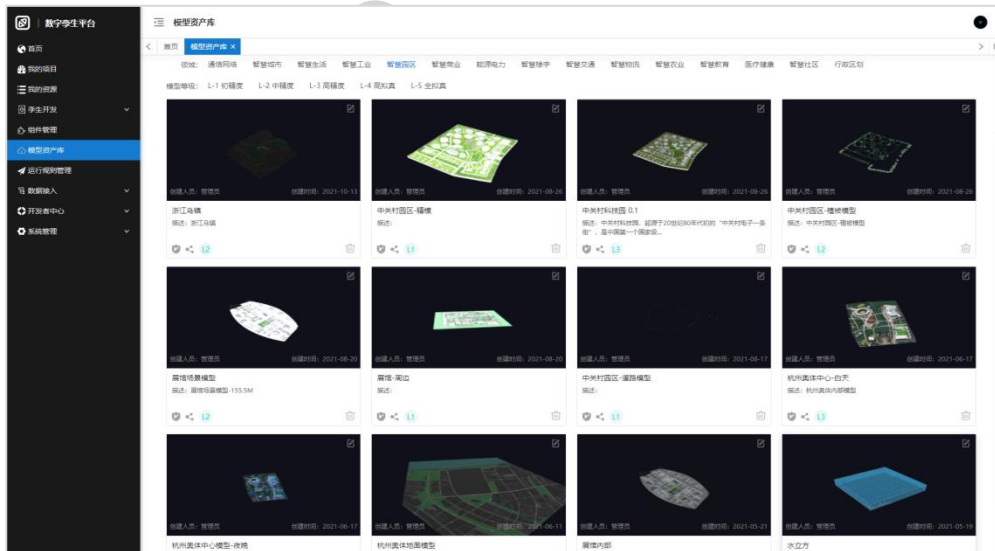 数字孪生平台
模型资产库
首页
首页 模型资产库 ×
我的项目
我的资源
孪生开发
组件管理
模型资产库
运行规则管理
数据接入
开发者中心
系统管理
领域: 通信网络 智慧城市 智慧生活 智慧工业 智慧园区 智慧商业 能源电力 智慧楼宇 智慧交通 智慧物流 智慧农业 智慧教育 医疗健康 智慧社区 行政区划
模型等级: L-1 初精度 L-2 中精度 L-3 高精度 L-4 高拟真 L-5 全拟真
创建人员: 管理员 创建时间: 2021-10-13
浙江乌镇
描述: 浙江乌镇
L2
创建人员: 管理员 创建时间: 2021-08-26
中关村园区-精模
描述:
L1
创建人员: 管理员 创建时间: 2021-08-26
中关村科技园 0.1
描述: 中关村科技园, 起源于20世纪80年代初的“中关村电子一条
街”, 是中国第一个国家级...
L3
创建人员: 管理员 创建时间: 2021-08-26
中关村园区-植被模型
描述: 中关村园区-植被模型
L2
创建人员: 管理员 创建时间: 2021-08-20
展馆场景模型
描述: 展馆场景模型-155.5M
L2
创建人员: 管理员 创建时间: 2021-08-20
展馆-周边
描述:
L1
创建人员: 管理员 创建时间: 2021-08-17
中关村园区-道路模型
描述:
L1
创建人员: 管理员 创建时间: 2021-06-17
杭州奥体中心-白天
描述: 杭州奥体内部模型
L3
创建人员: 管理员 创建时间: 2021-06-17
杭州奥体中心模型-夜晚
创建人员: 管理员 创建时间: 2021-06-11
杭州奥体地面模型
创建人员: 管理员 创建时间: 2021-05-21
展馆内部
创建人员: 管理员 创建时间: 2021-05-19
水立方